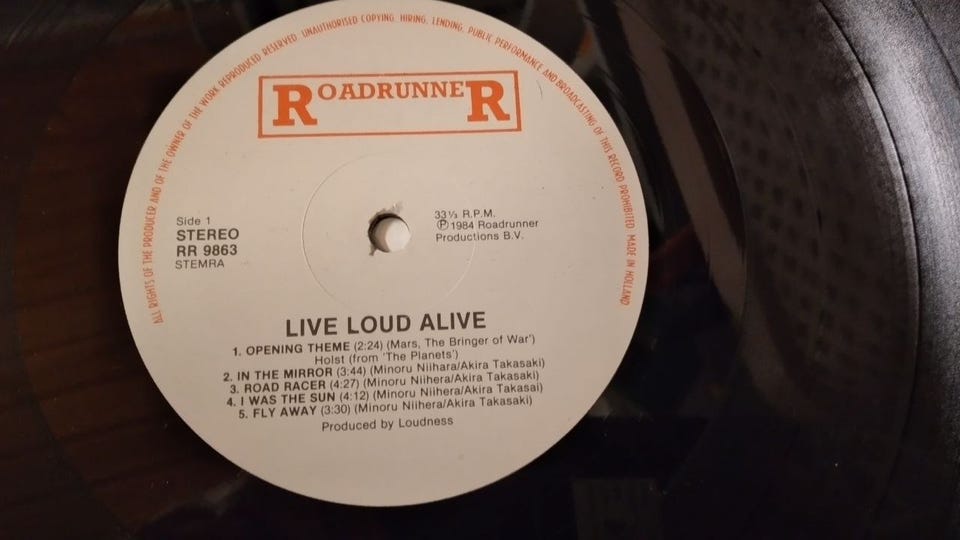 ALL RIGHTS OF THE PRODUCER AND OF THE OWNER OF THE WORK REPRODUCED RESERVED. UNAUTHORISED COPYING, HIRING, LENDING, PUBLIC PERFORMANCE AND BROADCASTING OF THIS RECORD PROHIBITED. MADE IN HOLLAND
ROADRUNNER
Side 1
STEREO
RR 9863
STEMRA
33⅓ R.P.M.
Ⓟ1984 Roadrunner
Productions B.V.
LIVE LOUD ALIVE
1. OPENING THEME (2:24) (Mars, The Bringer of War')
Holst (from 'The Planets')
2. IN THE MIRROR (3:44) (Minoru Niihara/Akira Takasaki)
3. ROAD RACER (4:27) (Minoru Niihera/Akira Takasaki)
4. I WAS THE SUN (4:12) (Minoru Niihera/Akira Takasai)
5. FLY AWAY (3:30) (Minoru Niihera/Akira Takasaki)
Produced by Loudness